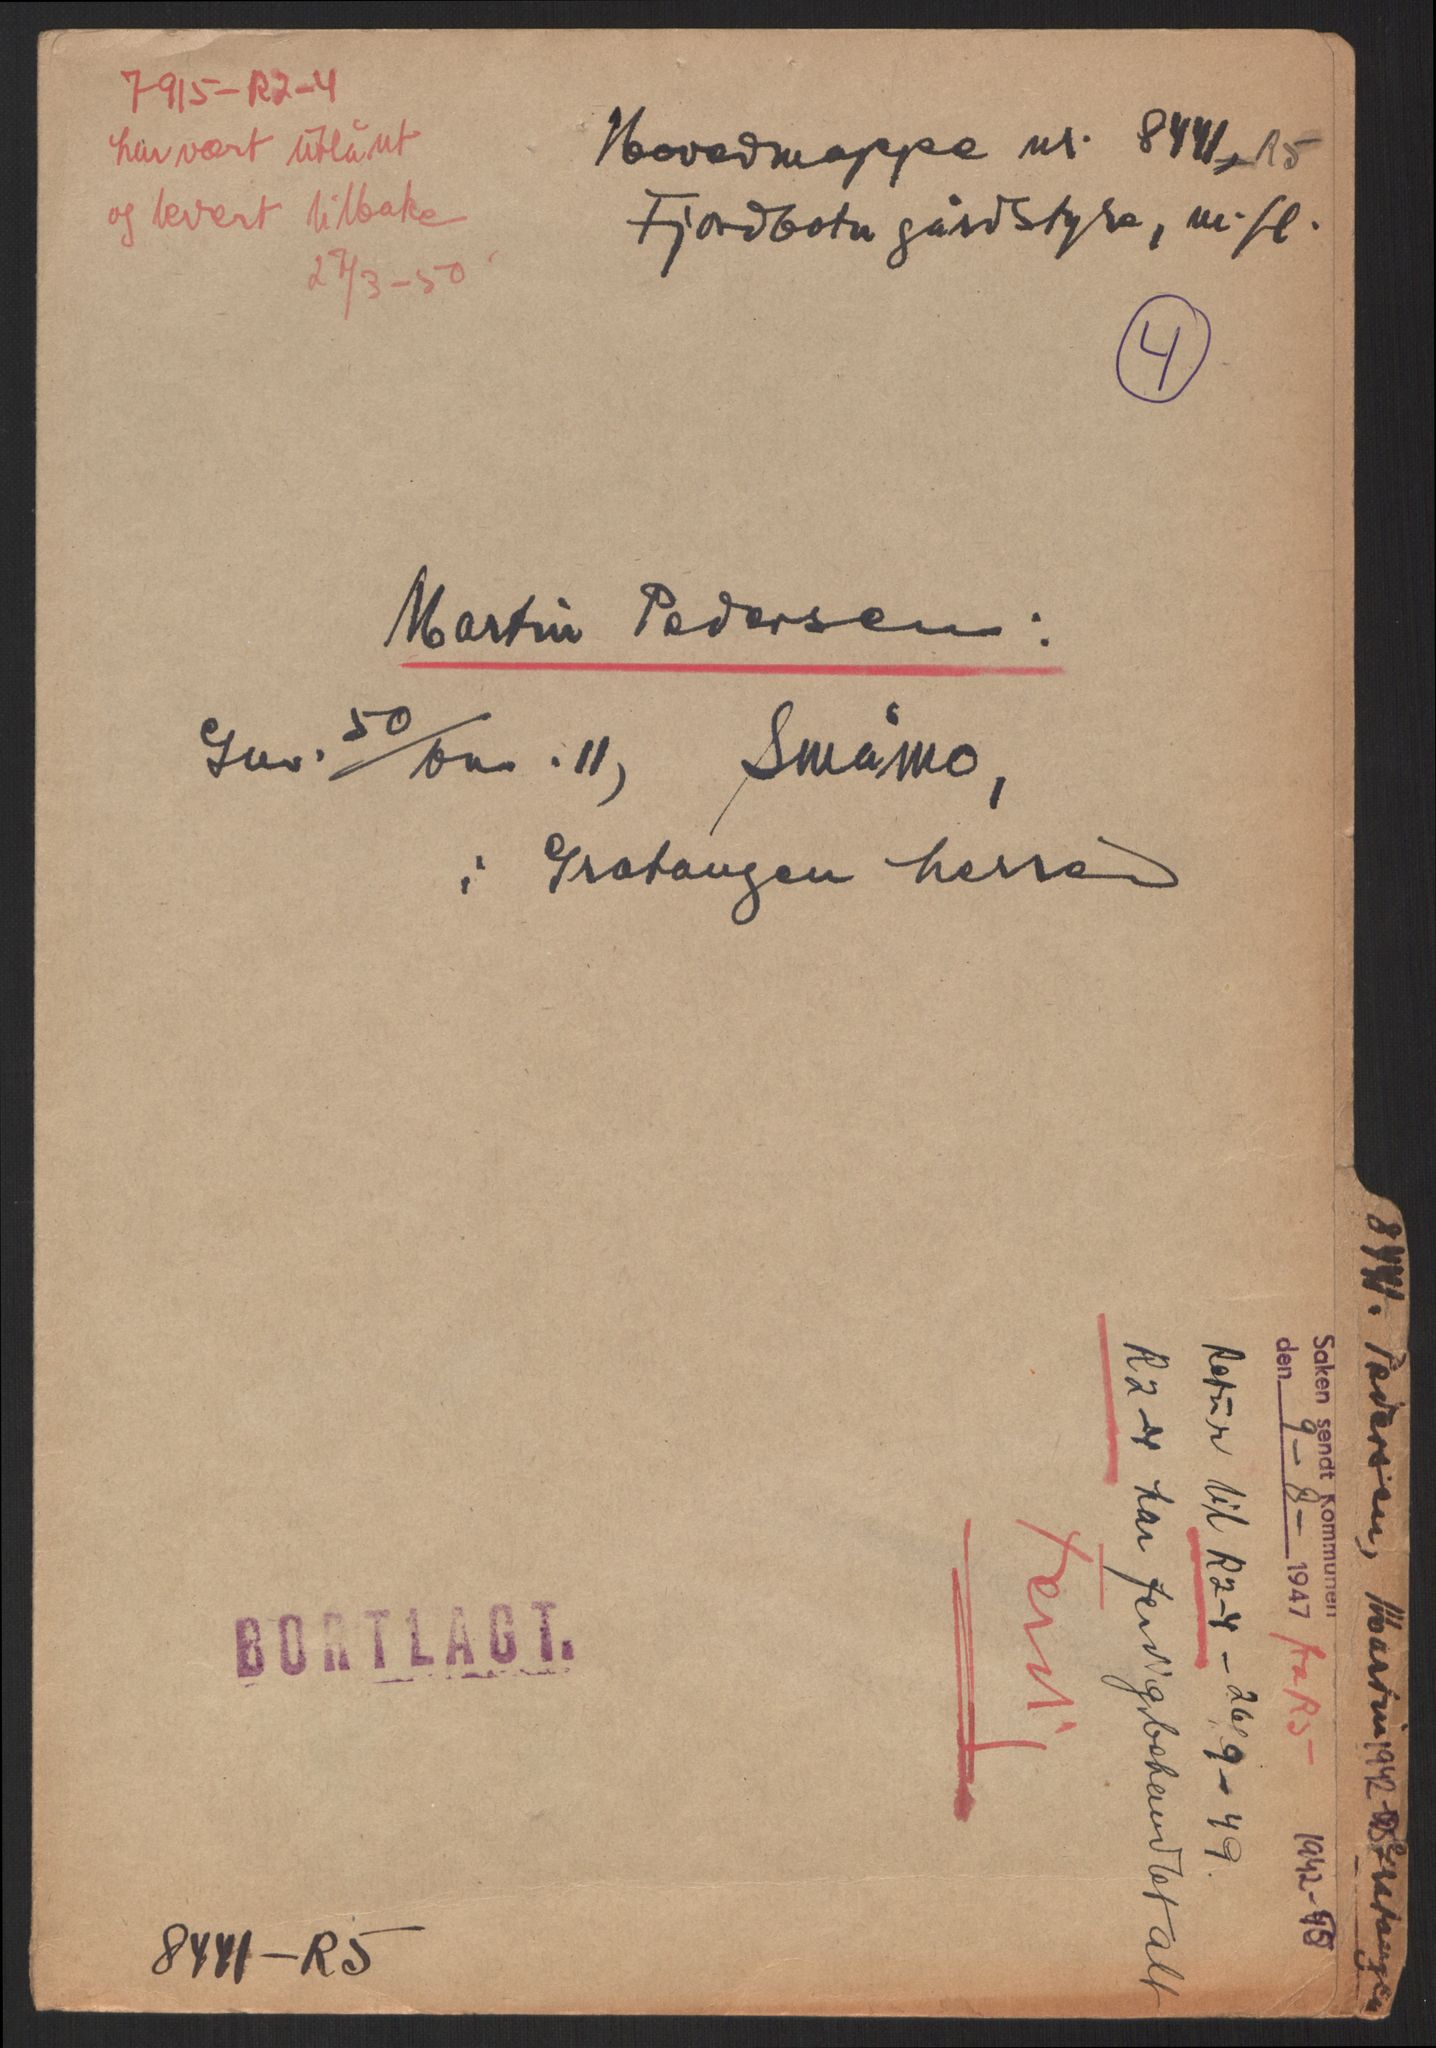 7915-R2-4
har vært utlånt
og levert tilbake
27/3-50
Hovedmappe nr. 8441, R5
Fjordbotn gårdstyre, m.fl.
4
Martin Pedersen:
Gnr. 50/bnr. 11, Småmo,
i Gratangen herred
BORTLAGT.
8441-R5
8441. Pedersen, Martin 1942- Gratangen
Saken sendt kommunen
den 9-8- 1947 fra R5-
1942-45
Retur til R2-4 - 26/9-49.
R2-4 har ferdigbehandlet alt
Ferdig